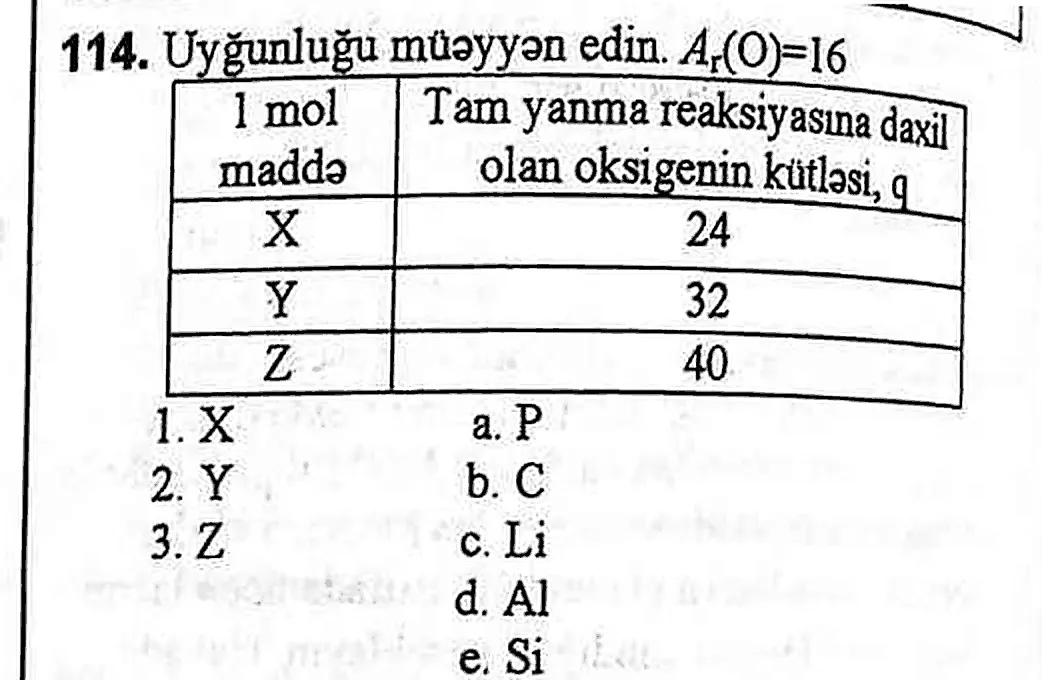 114. Uyğunluğu müəyyən edin. Aᵣ(O)=16
1 mol maddə | Tam yanma reaksiyasına daxil olan oksigenin kütləsi, q
X 24
Y 32
Z 40
1. X a. P
2. Y b. C
3. Z c. Li
d. Al
e. Si